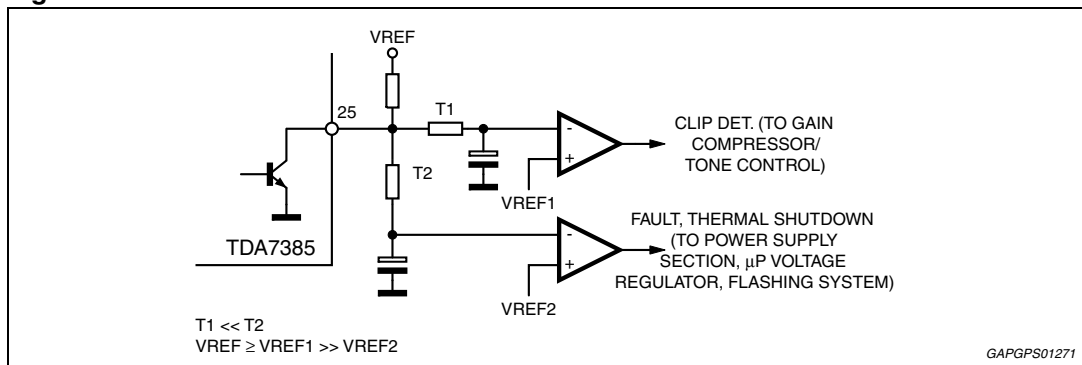 VREF
25
T1
T2
TDA7385
VREF1
VREF2
CLIP DET. (TO GAIN
COMPRESSOR/
TONE CONTROL)
FAULT, THERMAL SHUTDOWN
(TO POWER SUPPLY
SECTION, µP VOLTAGE
REGULATOR, FLASHING SYSTEM)
-
+
-
+
T1 << T2
VREF ≥ VREF1 >> VREF2
GAPGPS01271